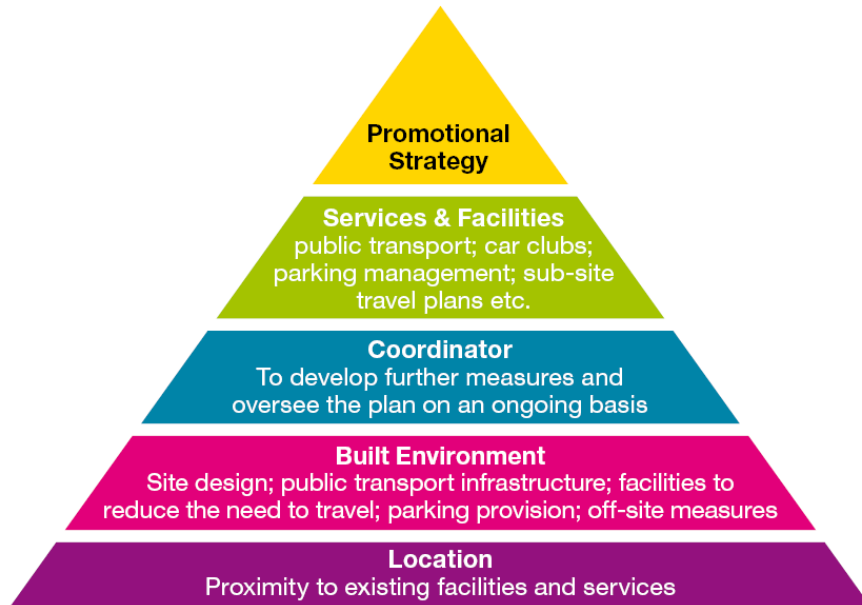 Promotional
Strategy
Services & Facilities
public transport; car clubs;
parking management; sub-site
travel plans etc.
Coordinator
To develop further measures and
oversee the plan on an ongoing basis
Built Environment
Site design; public transport infrastructure; facilities to
reduce the need to travel; parking provision; off-site measures
Location
Proximity to existing facilities and services